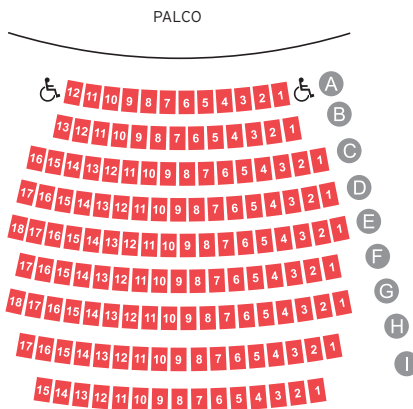 PALCO
12 11 10 9 8 7 6 5 4 3 2 1 A
13 12 11 10 9 8 7 6 5 4 3 2 1 B
16 15 14 13 12 11 10 9 8 7 6 5 4 3 2 1 C
17 16 15 14 13 12 11 10 9 8 7 6 5 4 3 2 1 D
18 17 16 15 14 13 12 11 10 9 8 7 6 5 4 3 2 1 E
17 16 15 14 13 12 11 10 9 8 7 6 5 4 3 2 1 F
18 17 16 15 14 13 12 11 10 9 8 7 6 5 4 3 2 1 G
17 16 15 14 13 12 11 10 9 8 7 6 5 4 3 2 1 H
15 14 13 12 11 10 9 8 7 6 5 4 3 2 1 I